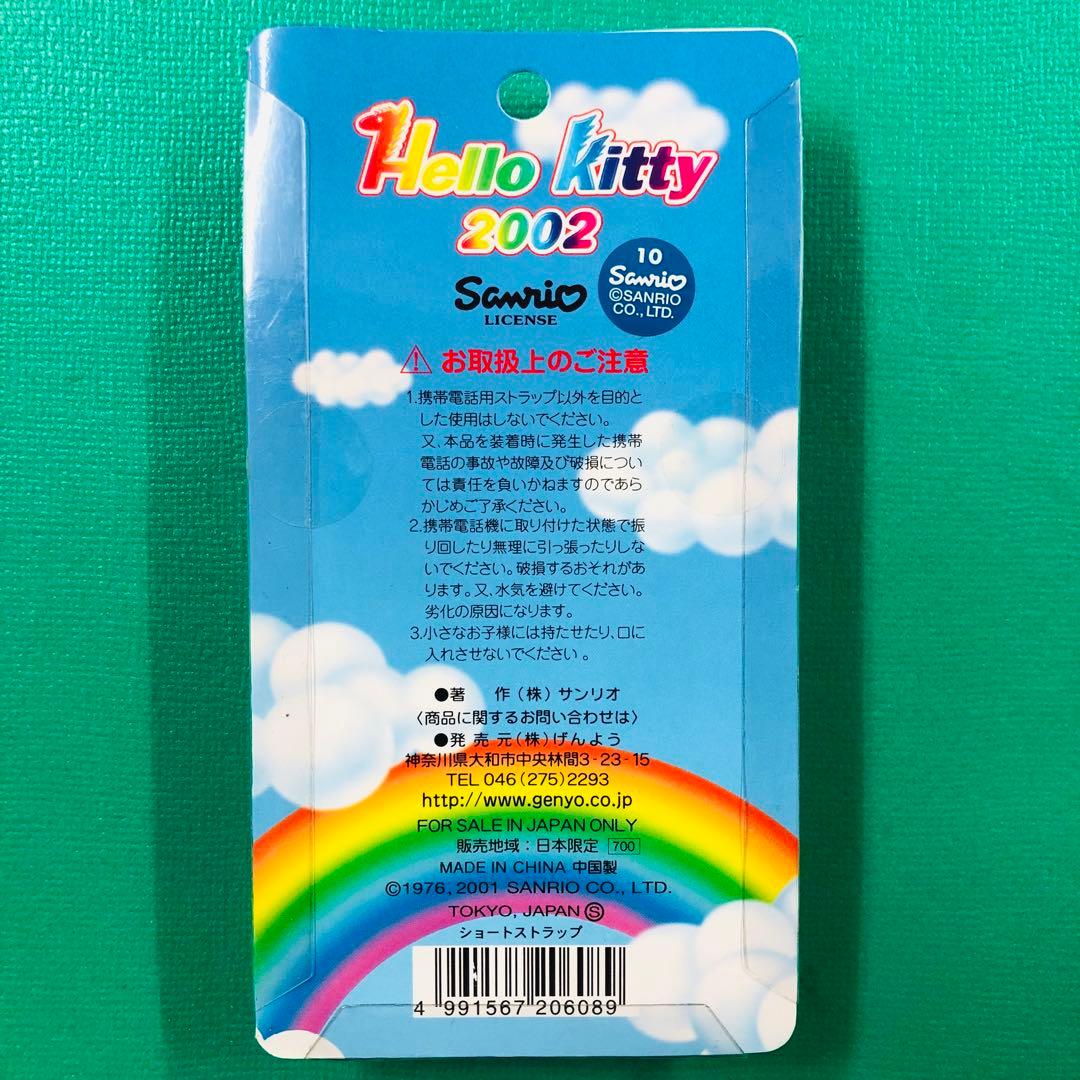 Hello Kitty
2002
Sanrio
LICENSE
10
Sanrio
©SANRIO
CO., LTD.
⚠ お取扱上のご注意
1.携帯電話用ストラップ以外を目的と
した使用はしないでください。
又、本品を装着時に発生した携帯
電話の事故や故障及び破損につい
ては責任を負いかねますのであら
かじめご了承ください。
2.携帯電話機に取り付けた状態で振
り回したり無理に引っ張ったりしな
いでください。破損するおそれがあ
ります。又、水気を避けてください。
劣化の原因になります。
3.小さなお子様には持たせたり、口に
入れさせないでください。
●著 作(株)サンリオ
〈商品に関するお問い合わせは〉
●発売元(株)げんよう
神奈川県大和市中央林間3-23-15
TEL 046(275)2293
http://www.genyo.co.jp
FOR SALE IN JAPAN ONLY
販売地域:日本限定 700
MADE IN CHINA 中国製
©1976, 2001 SANRIO CO., LTD.
TOKYO, JAPAN Ⓢ
ショートストラップ
4 991567 206089